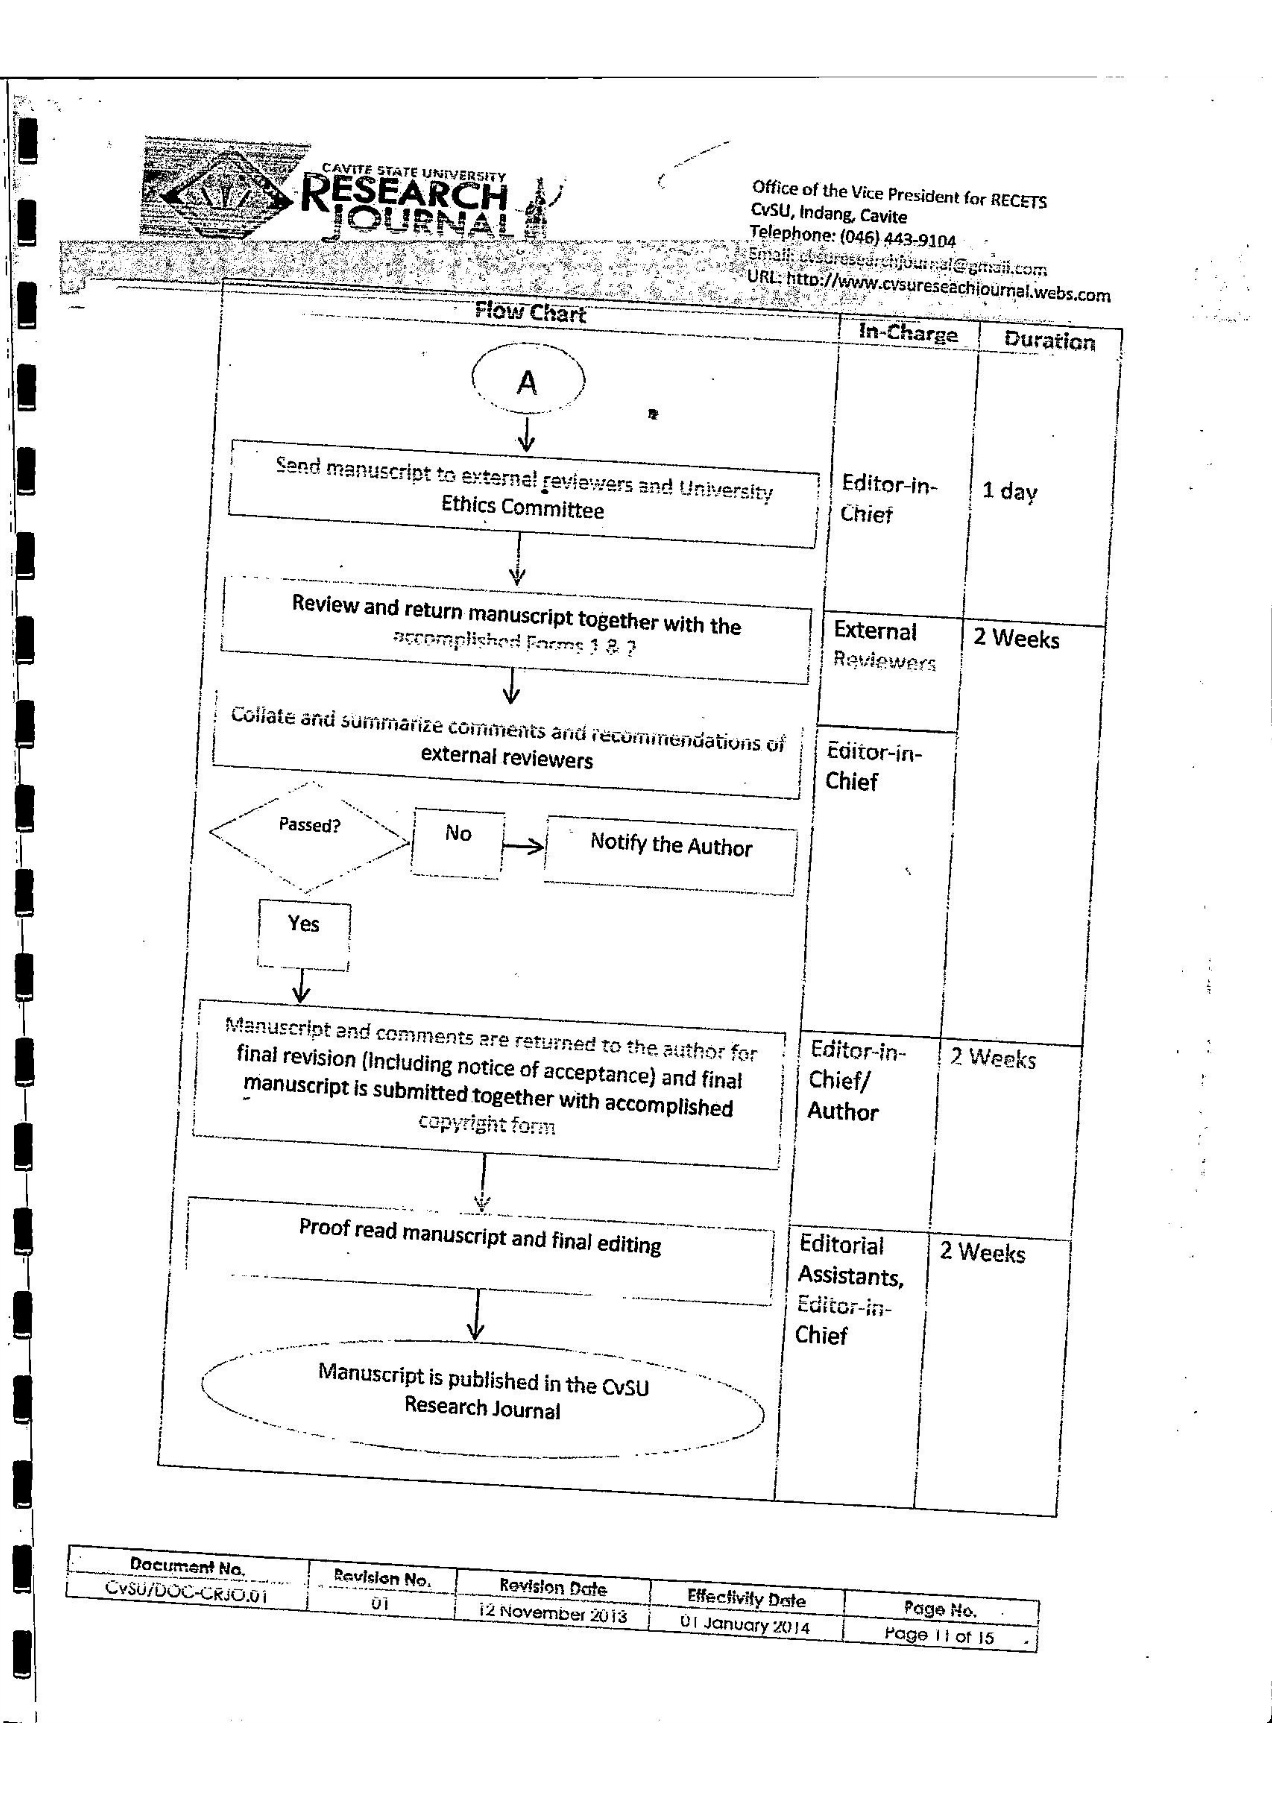 CAVITE STATE UNIVERSITY
RESEARCH
JOURNAL
Office of the Vice President for RECETS
CvSU, Indang, Cavite
Telephone: (046) 443-9104
Email: cvsuresearchjournal@gmail.com
URL: http://www.cvsureseachjournal.webs.com
Flow Chart
In-Charge
Duration
A
Send manuscript to external reviewers and University
Ethics Committee
Editor-in-
Chief
1 day
Review and return manuscript together with the
accomplished Forms 1 & 2
External
Reviewers
2 Weeks
Collate and summarize comments and recommendations of
external reviewers
Editor-in-
Chief
Passed?
No
Notify the Author
Yes
Manuscript and comments are returned to the author for
final revision (including notice of acceptance) and final
manuscript is submitted together with accomplished
copyright form
Editor-in-
Chief/
Author
2 Weeks
Proof read manuscript and final editing
Editorial
Assistants,
Editor-in-
Chief
2 Weeks
Manuscript is published in the CvSU
Research Journal
Document No.
Revision No.
Revision Date
Effectivity Date
Page No.
CvSU/DOC-CRJO.01
01
12 November 2013
01 January 2014
Page 11 of 15